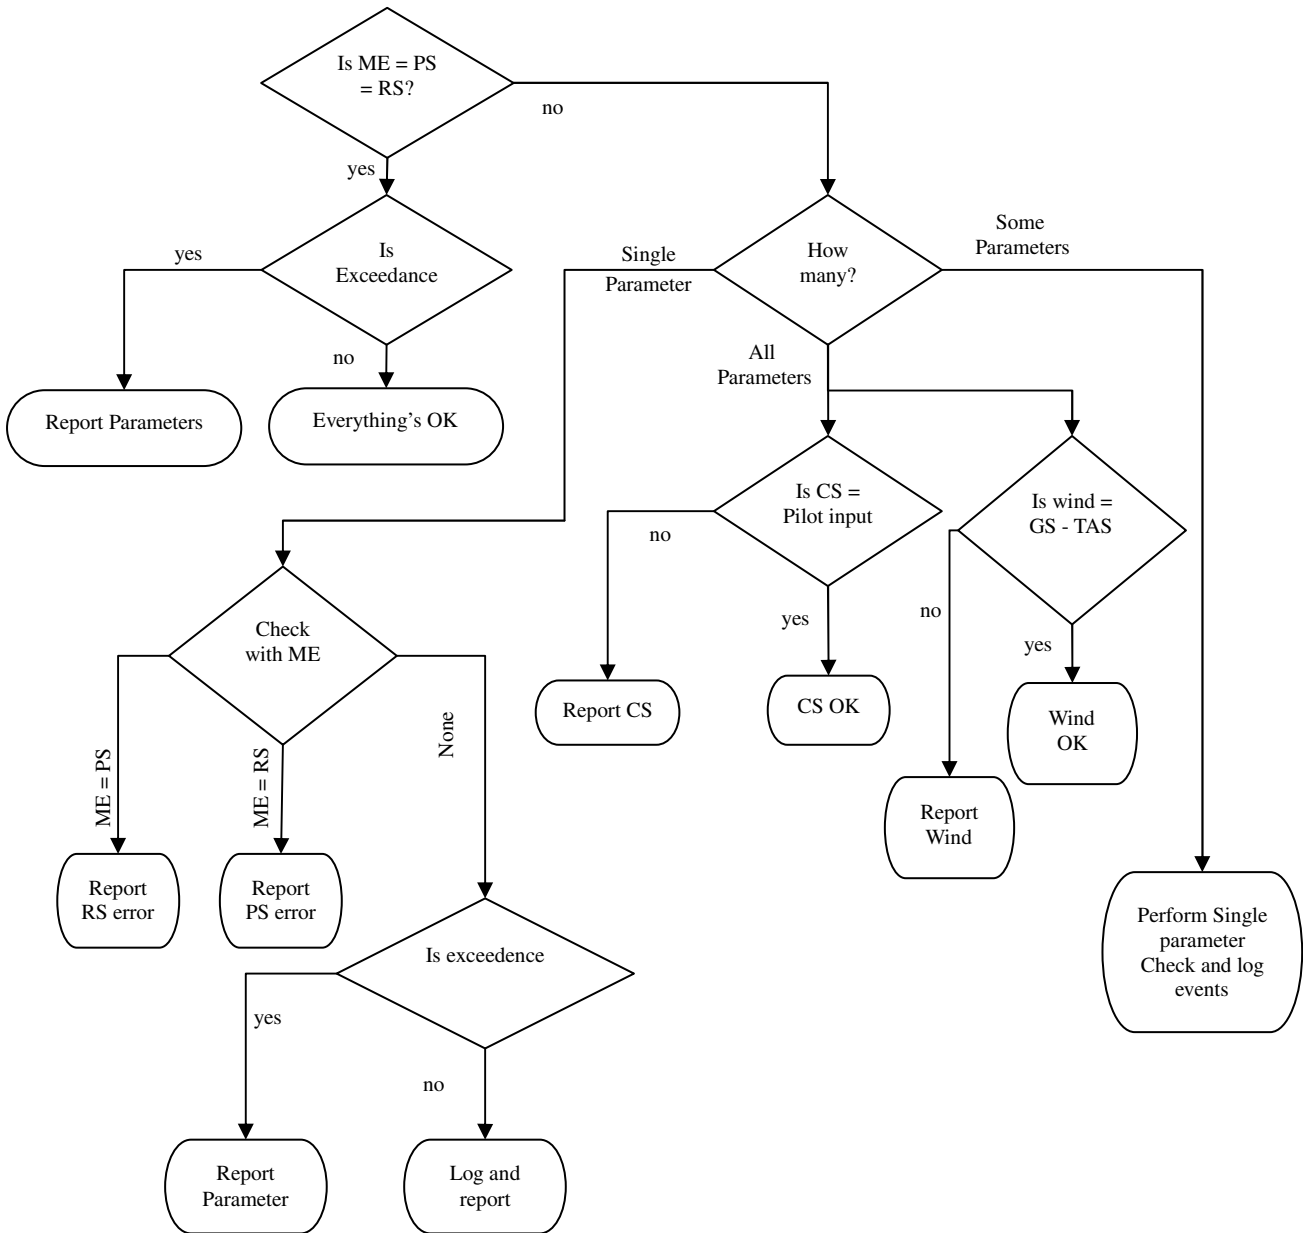 Is ME = PS
= RS?
no
yes
Is
Exceedance
yes
no
Report Parameters
Everything's OK
How
many?
Single
Parameter
Some
Parameters
All
Parameters
Is CS =
Pilot input
no
yes
Report CS
CS OK
Is wind =
GS - TAS
no
yes
Wind
OK
Report
Wind
Perform Single
parameter
Check and log
events
Check
with ME
ME = PS
ME = RS
None
Report
RS error
Report
PS error
Is exceedence
yes
no
Report
Parameter
Log and
report